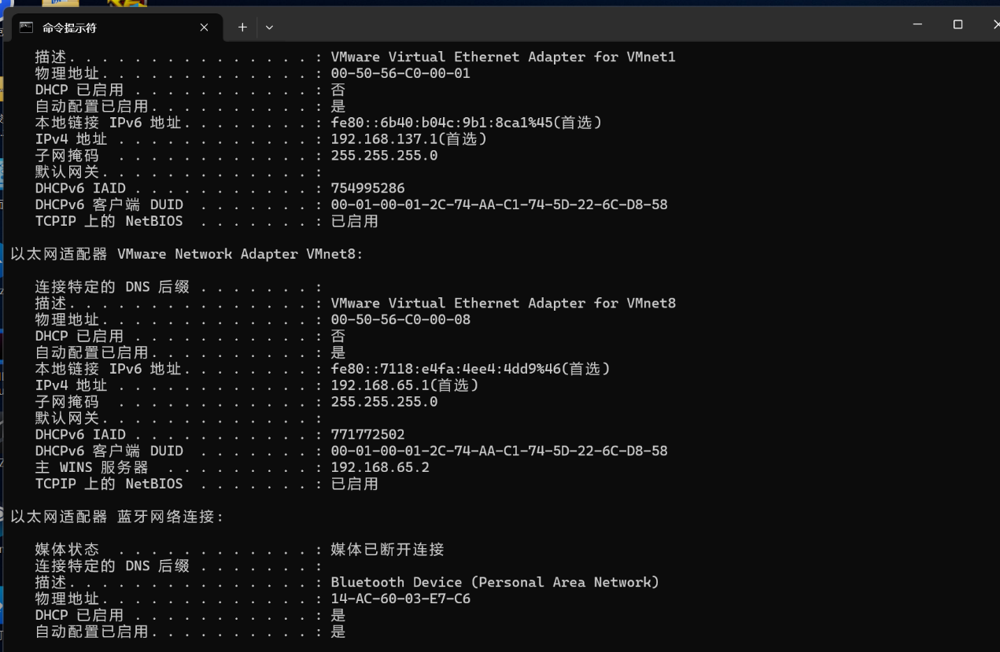 命令提示符
描述. . . . . . . . . . . . . . . : VMware Virtual Ethernet Adapter for VMnet1
物理地址. . . . . . . . . . . . . : 00-50-56-C0-00-01
DHCP 已启用 . . . . . . . . . . . : 否
自动配置已启用. . . . . . . . . . : 是
本地链接 IPv6 地址. . . . . . . . : fe80::6b40:b04c:9b1:8ca1%45(首选)
IPv4 地址 . . . . . . . . . . . . : 192.168.137.1(首选)
子网掩码  . . . . . . . . . . . . : 255.255.255.0
默认网关. . . . . . . . . . . . . :
DHCPv6 IAID . . . . . . . . . . . : 754995286
DHCPv6 客户端 DUID  . . . . . . . : 00-01-00-01-2C-74-AA-C1-74-5D-22-6C-D8-58
TCPIP 上的 NetBIOS  . . . . . . . : 已启用
以太网适配器 VMware Network Adapter VMnet8:
连接特定的 DNS 后缀 . . . . . . . :
描述. . . . . . . . . . . . . . . : VMware Virtual Ethernet Adapter for VMnet8
物理地址. . . . . . . . . . . . . : 00-50-56-C0-00-08
DHCP 已启用 . . . . . . . . . . . : 否
自动配置已启用. . . . . . . . . . : 是
本地链接 IPv6 地址. . . . . . . . : fe80::7118:e4fa:4ee4:4dd9%46(首选)
IPv4 地址 . . . . . . . . . . . . : 192.168.65.1(首选)
子网掩码  . . . . . . . . . . . . : 255.255.255.0
默认网关. . . . . . . . . . . . . :
DHCPv6 IAID . . . . . . . . . . . : 771772502
DHCPv6 客户端 DUID  . . . . . . . : 00-01-00-01-2C-74-AA-C1-74-5D-22-6C-D8-58
主 WINS 服务器  . . . . . . . . . : 192.168.65.2
TCPIP 上的 NetBIOS  . . . . . . . : 已启用
以太网适配器 蓝牙网络连接:
媒体状态  . . . . . . . . . . . . : 媒体已断开连接
连接特定的 DNS 后缀 . . . . . . . :
描述. . . . . . . . . . . . . . . : Bluetooth Device (Personal Area Network)
物理地址. . . . . . . . . . . . . : 14-AC-60-03-E7-C6
DHCP 已启用 . . . . . . . . . . . : 是
自动配置已启用. . . . . . . . . . : 是